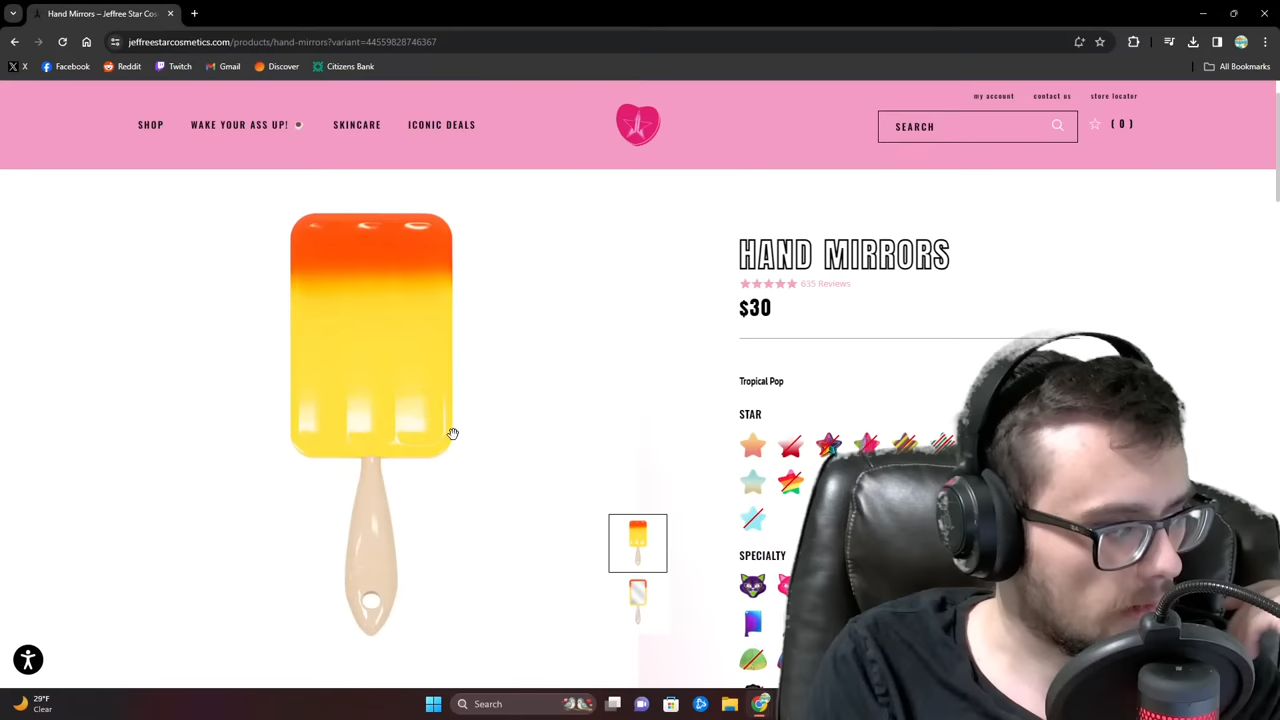 Hand Mirrors – Jeffree Star Cos
jeffreestarcosmetics.com/products/hand-mirrors?variant=44559828746367
X
Facebook
Reddit
Twitch
Gmail
Discover
Citizens Bank
All Bookmarks
my account
contact us
store locator
SHOP
WAKE YOUR ASS UP!
SKINCARE
ICONIC DEALS
SEARCH
( 0 )
HAND MIRRORS
635 Reviews
$30
Tropical Pop
STAR
SPECIALTY
29°F
Clear
Search